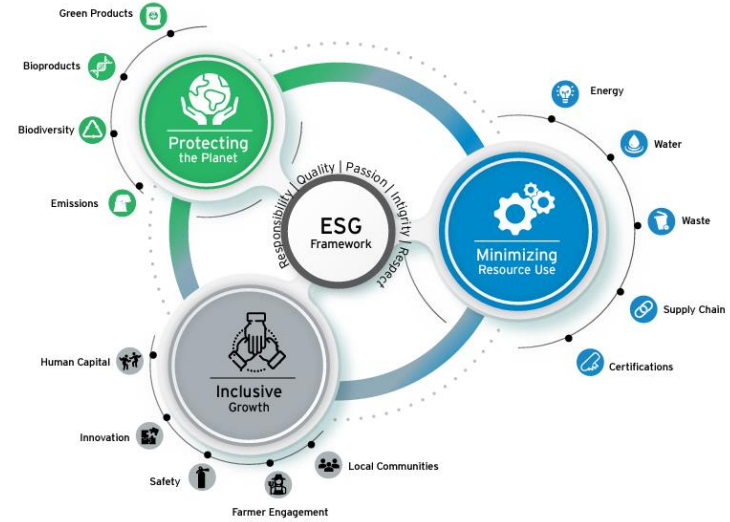 Green Products
Bioproducts
Biodiversity
Emissions
Protecting
the Planet
Responsibility | Quality | Passion | Intigrity | Respect
ESG
Framework
Energy
Water
Waste
Supply Chain
Certifications
Minimizing
Resource Use
Inclusive
Growth
Human Capital
Innovation
Safety
Farmer Engagement
Local Communities